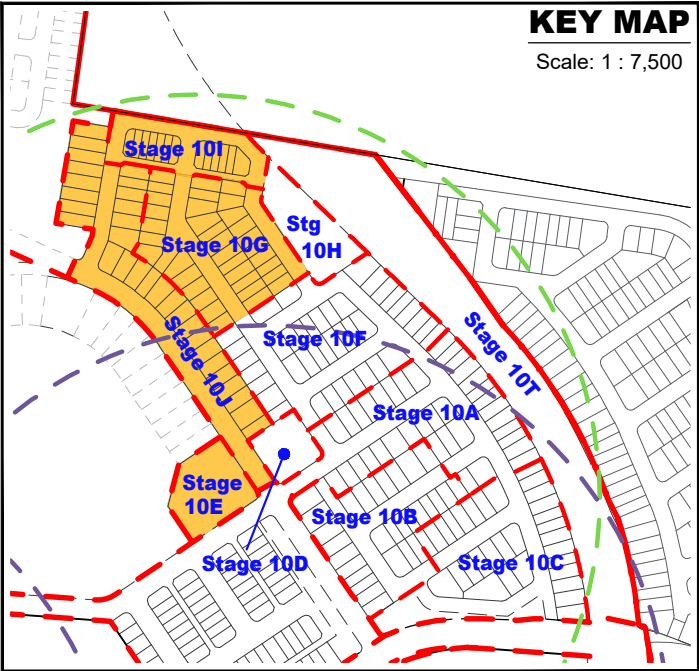 KEY MAP
Scale: 1 : 7,500
Stage 10I
Stg
10H
Stage 10G
Stage 10T
Stage 10F
Stage 10J
Stage 10A
Stage
10E
Stage 10B
Stage 10D
Stage 10C